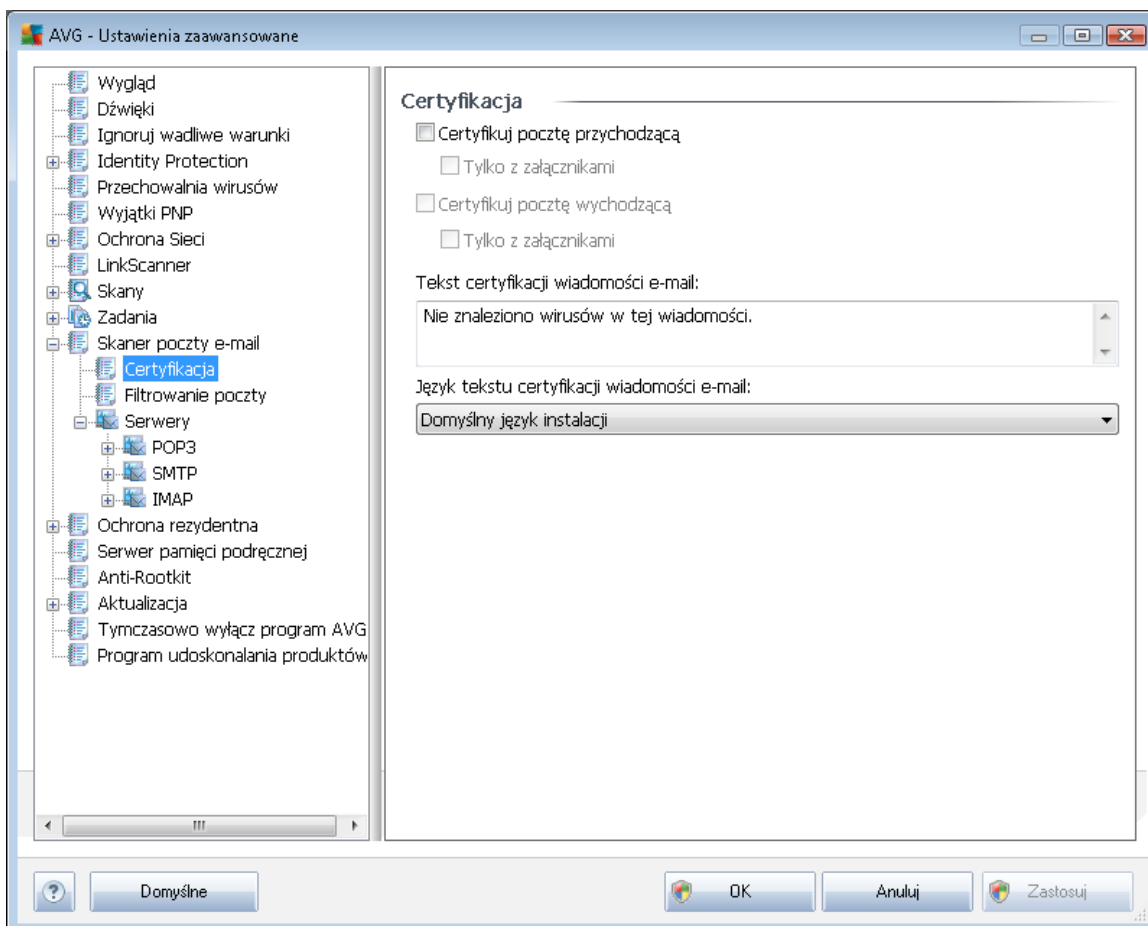 AVG - Ustawienia zaawansowane
Wygląd
Dźwięki
Ignoruj wadliwe warunki
Identity Protection
Przechowalnia wirusów
Wyjątki PNP
Ochrona Sieci
LinkScanner
Skany
Zadania
Skaner poczty e-mail
Certyfikacja
Filtrowanie poczty
Serwery
POP3
SMTP
IMAP
Ochrona rezydentna
Serwer pamięci podręcznej
Anti-Rootkit
Aktualizacja
Tymczasowo wyłącz program AVG
Program udoskonalania produktów
Certyfikacja
Certyfikuj pocztę przychodzącą
Tylko z załącznikami
Certyfikuj pocztę wychodzącą
Tylko z załącznikami
Tekst certyfikacji wiadomości e-mail:
Nie znaleziono wirusów w tej wiadomości.
Język tekstu certyfikacji wiadomości e-mail:
Domyślny język instalacji
Domyślne
OK
Anuluj
Zastosuj